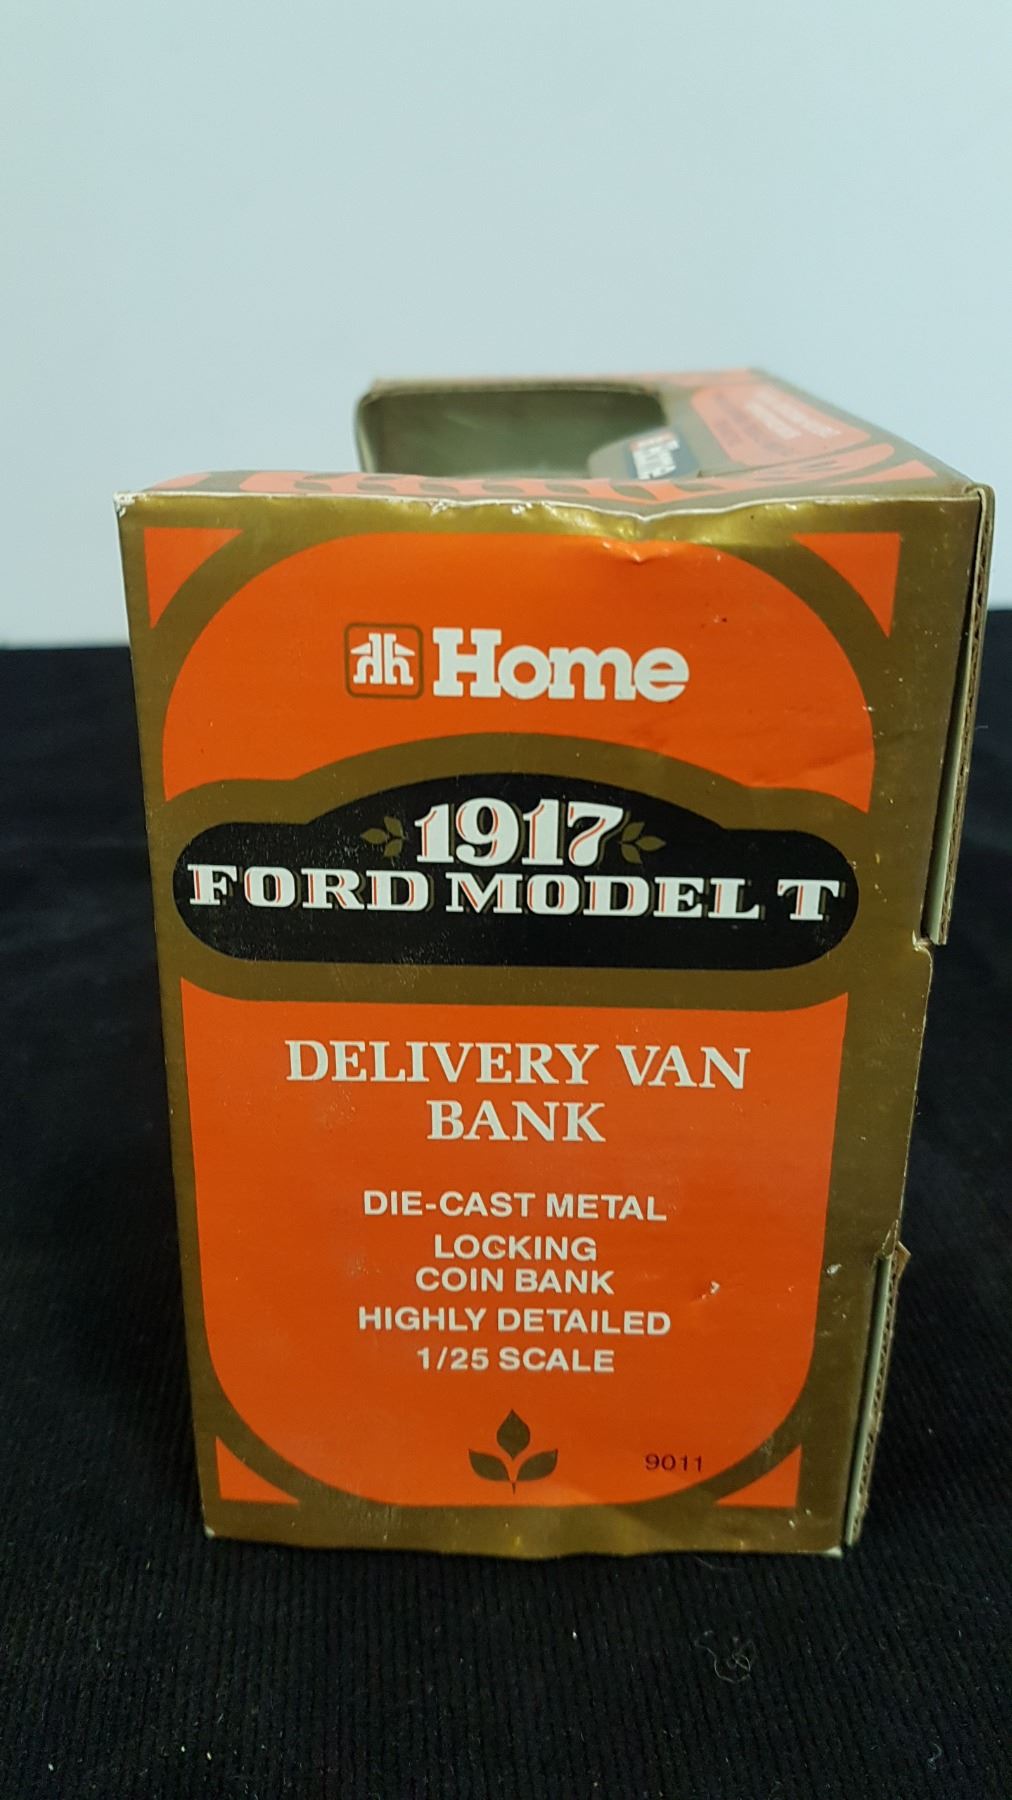 Home
Home
1917
FORD MODEL T
DELIVERY VAN
BANK
DIE-CAST METAL
LOCKING
COIN BANK
HIGHLY DETAILED
1/25 SCALE
9011